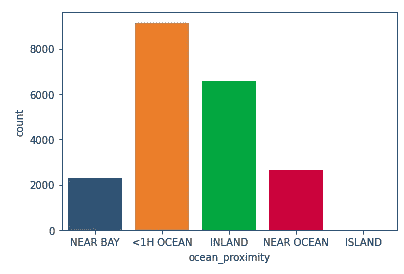 8000
6000
4000
2000
0
count
NEAR BAY <1H OCEAN INLAND NEAR OCEAN ISLAND
ocean_proximity